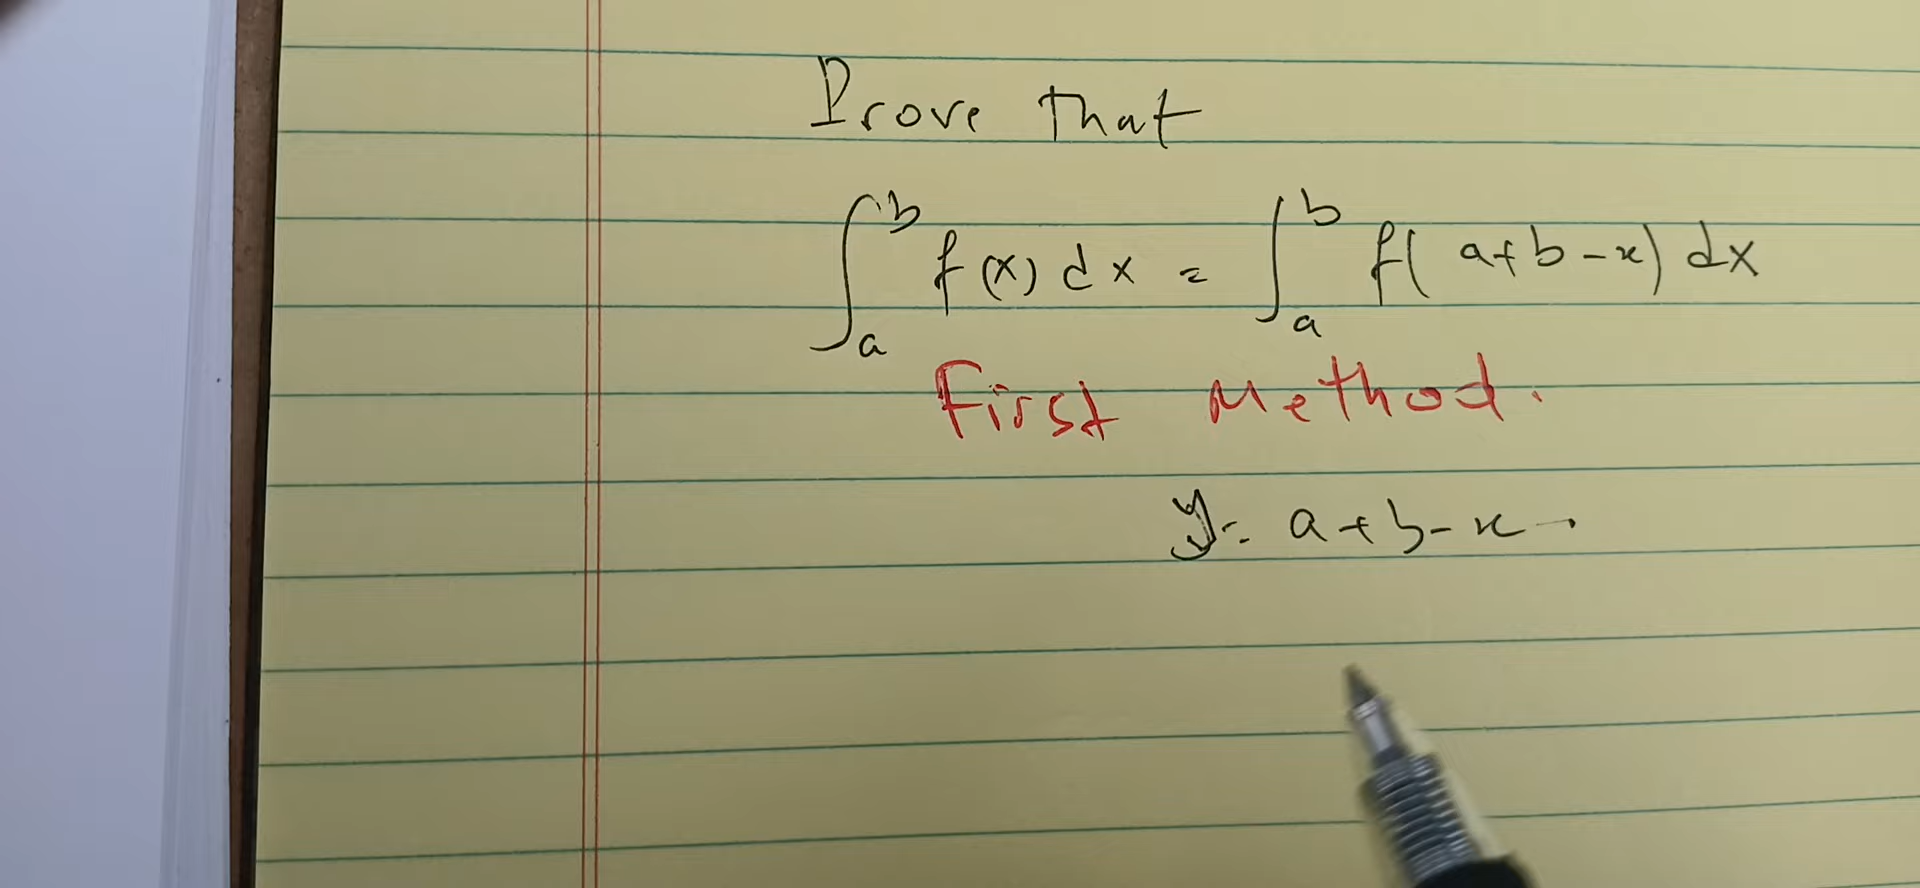 Prove that
∫_a^b f(x) dx = ∫_a^b f(a+b-x) dx
First Method.
y = a+b-x